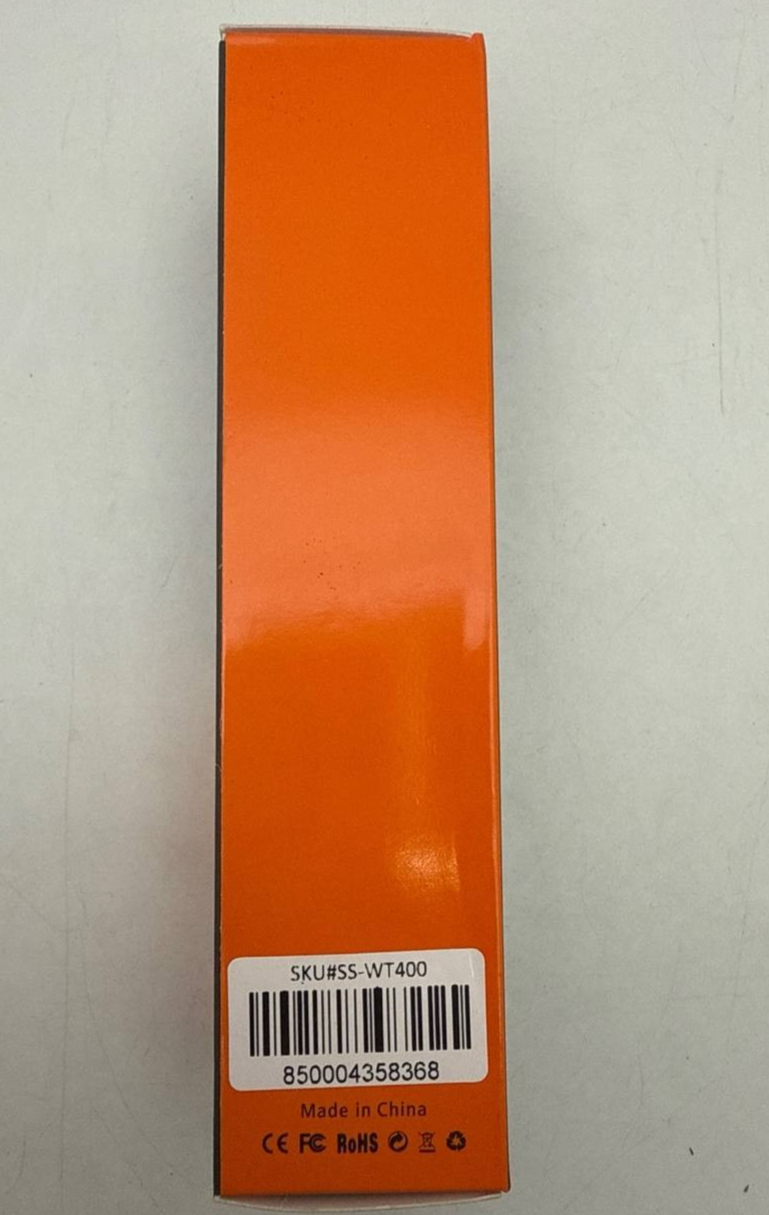 SKU#SS-WT400
850004358368
Made in China
CE FC RoHS